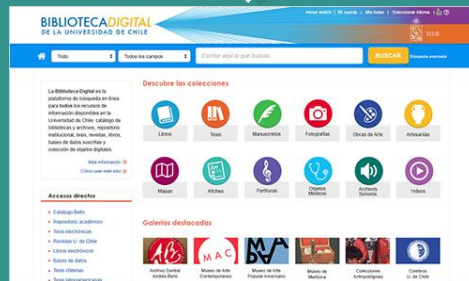 BIBLIOTECADIGITAL
DE LA UNIVERSIDAD DE CHILE
Iniciar sesión | Mi cuenta | Mis listas | Seleccionar idioma
SISIB
Todo
Todos los campos
Escribe aquí lo que buscas...
BUSCAR
Búsqueda avanzada
La Biblioteca Digital es la
plataforma de búsqueda en línea
para todos los recursos de
información disponibles en la
Universidad de Chile: catálogo de
bibliotecas y archivos, repositorio
institucional, tesis, revistas, libros,
bases de datos suscritas y
colección de objetos digitales.
Más información
Cómo usar este sitio
Accesos directos
Catálogo Bello
Repositorio académico
Tesis electrónicas
Revistas U. de Chile
Libros electrónicos
Bases de datos
Tesis chilenas
Tesis latinoamericanas
Descubre las colecciones
Libros
Tesis
Manuscritos
Fotografías
Obras de Arte
Artesanías
Mapas
Afiches
Partituras
Objetos
Médicos
Archivos
Sonoros
Videos
Galerías destacadas
MAC
Archivo Central
Andrés Bello
Museo de Arte
Contemporáneo
Museo de Arte
Popular Americano
Museo de
Medicina
Colecciones
Antropológicas
Cineteca
U. de Chile